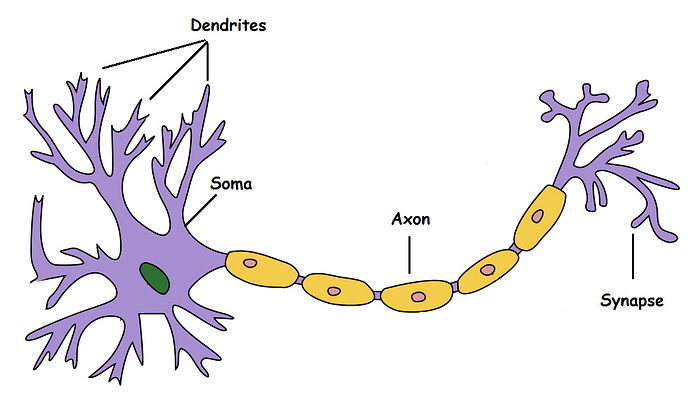 Dendrites
Soma
Axon
Synapse